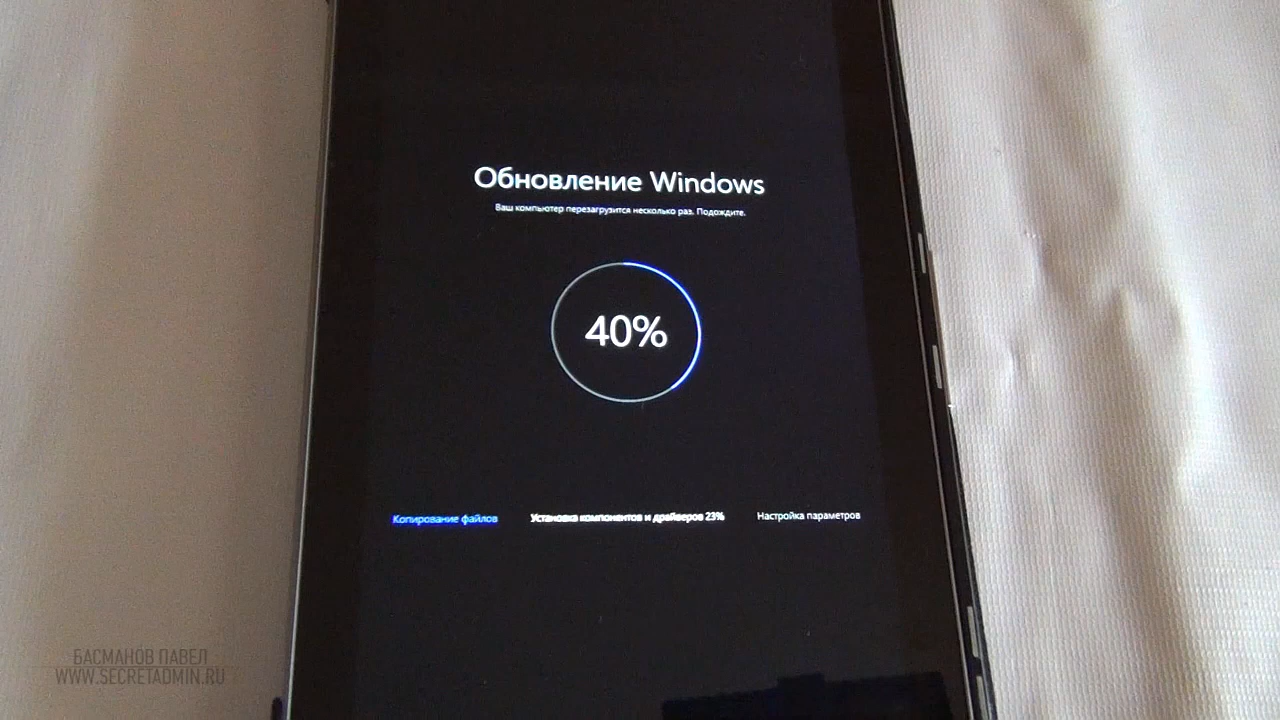 Обновление Windows
Ваш компьютер перезагрузится несколько раз. Подождите.
40%
Копирование файлов Установка компонентов и драйверов 23% Настройка параметров
БАСМАНОВ ПАВЕЛ
WWW.SECRETADMIN.RU